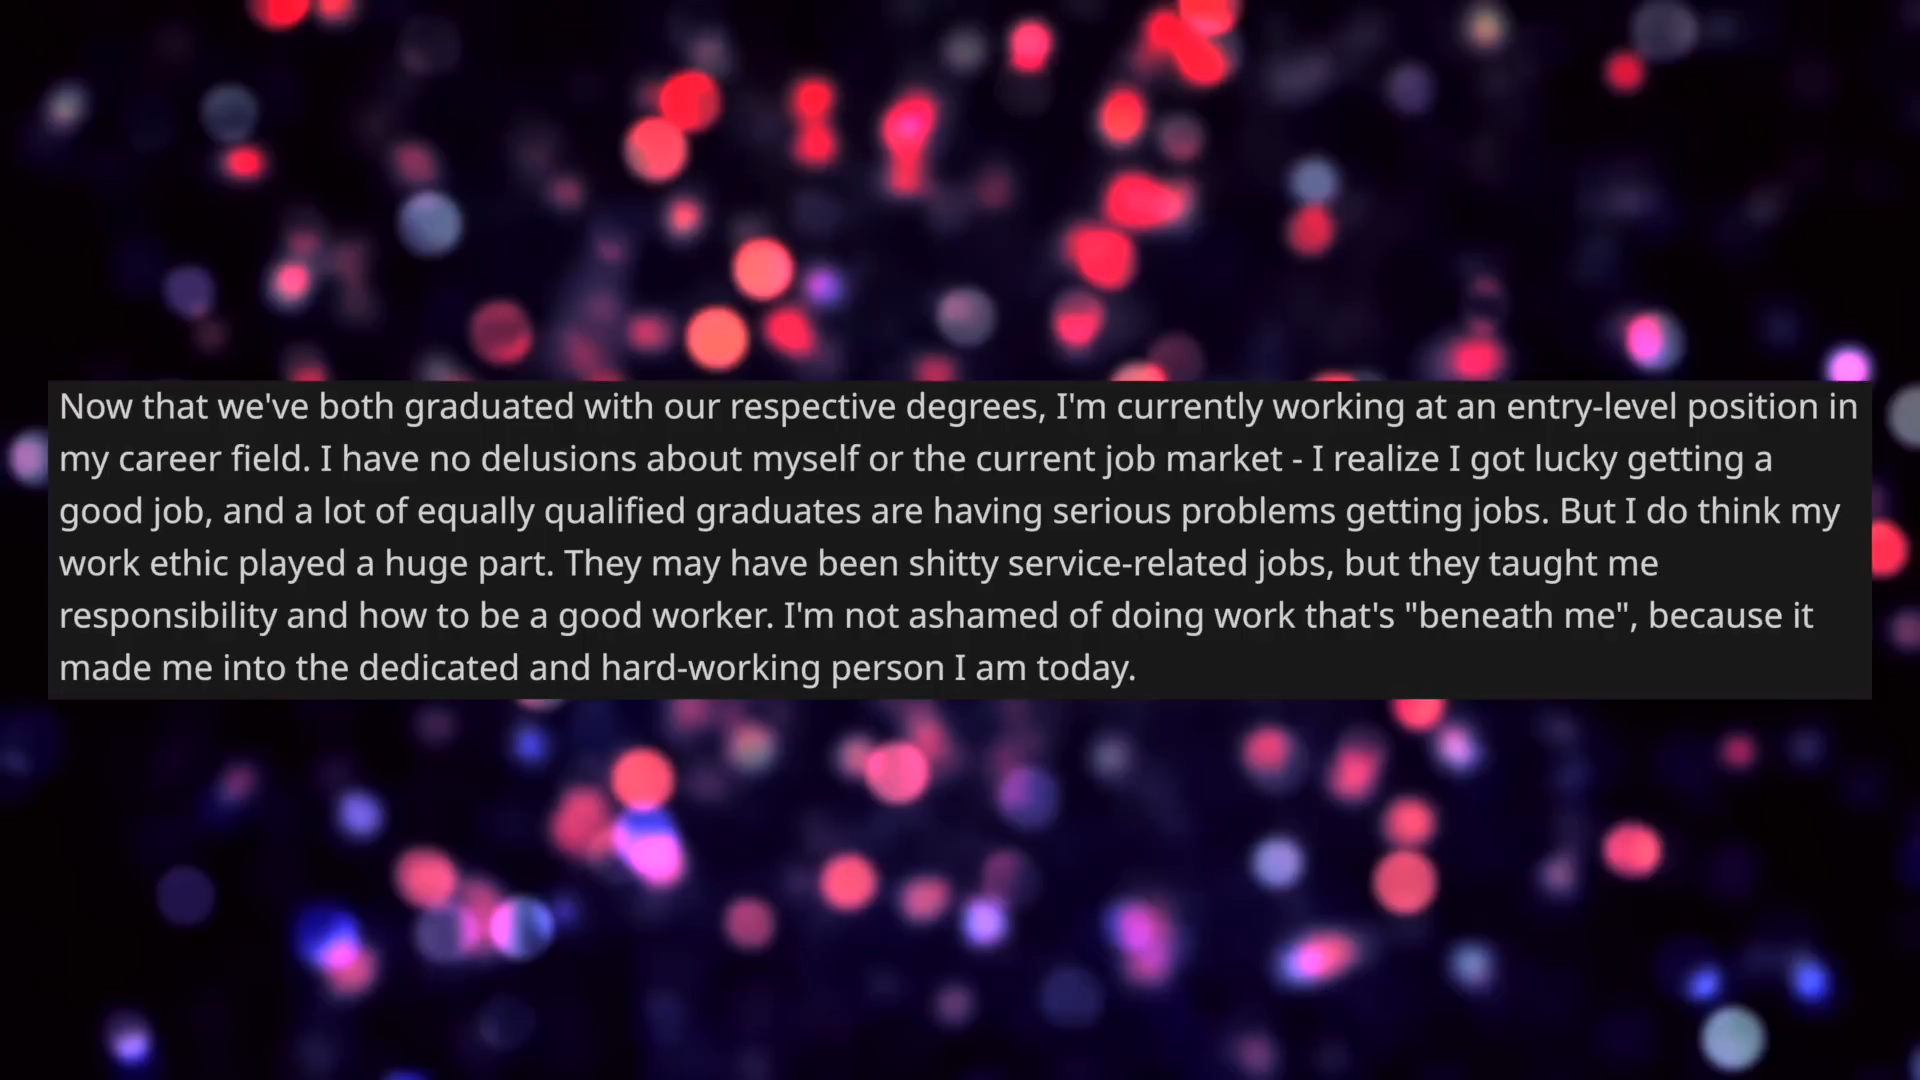 Now that we've both graduated with our respective degrees, I'm currently working at an entry-level position in
my career field. I have no delusions about myself or the current job market - I realize I got lucky getting a
good job, and a lot of equally qualified graduates are having serious problems getting jobs. But I do think my
work ethic played a huge part. They may have been shitty service-related jobs, but they taught me
responsibility and how to be a good worker. I'm not ashamed of doing work that's "beneath me", because it
made me into the dedicated and hard-working person I am today.